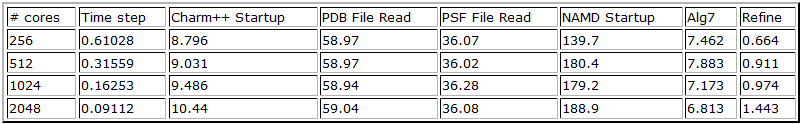 # cores Time step Charm++ Startup PDB File Read PSF File Read NAMD Startup Alg7 Refine
256 0.61028 8.796 58.97 36.07 139.7 7.462 0.664
512 0.31559 9.031 58.97 36.02 180.4 7.883 0.911
1024 0.16253 9.486 58.94 36.28 179.2 7.173 0.974
2048 0.09112 10.44 59.04 36.08 188.9 6.813 1.443